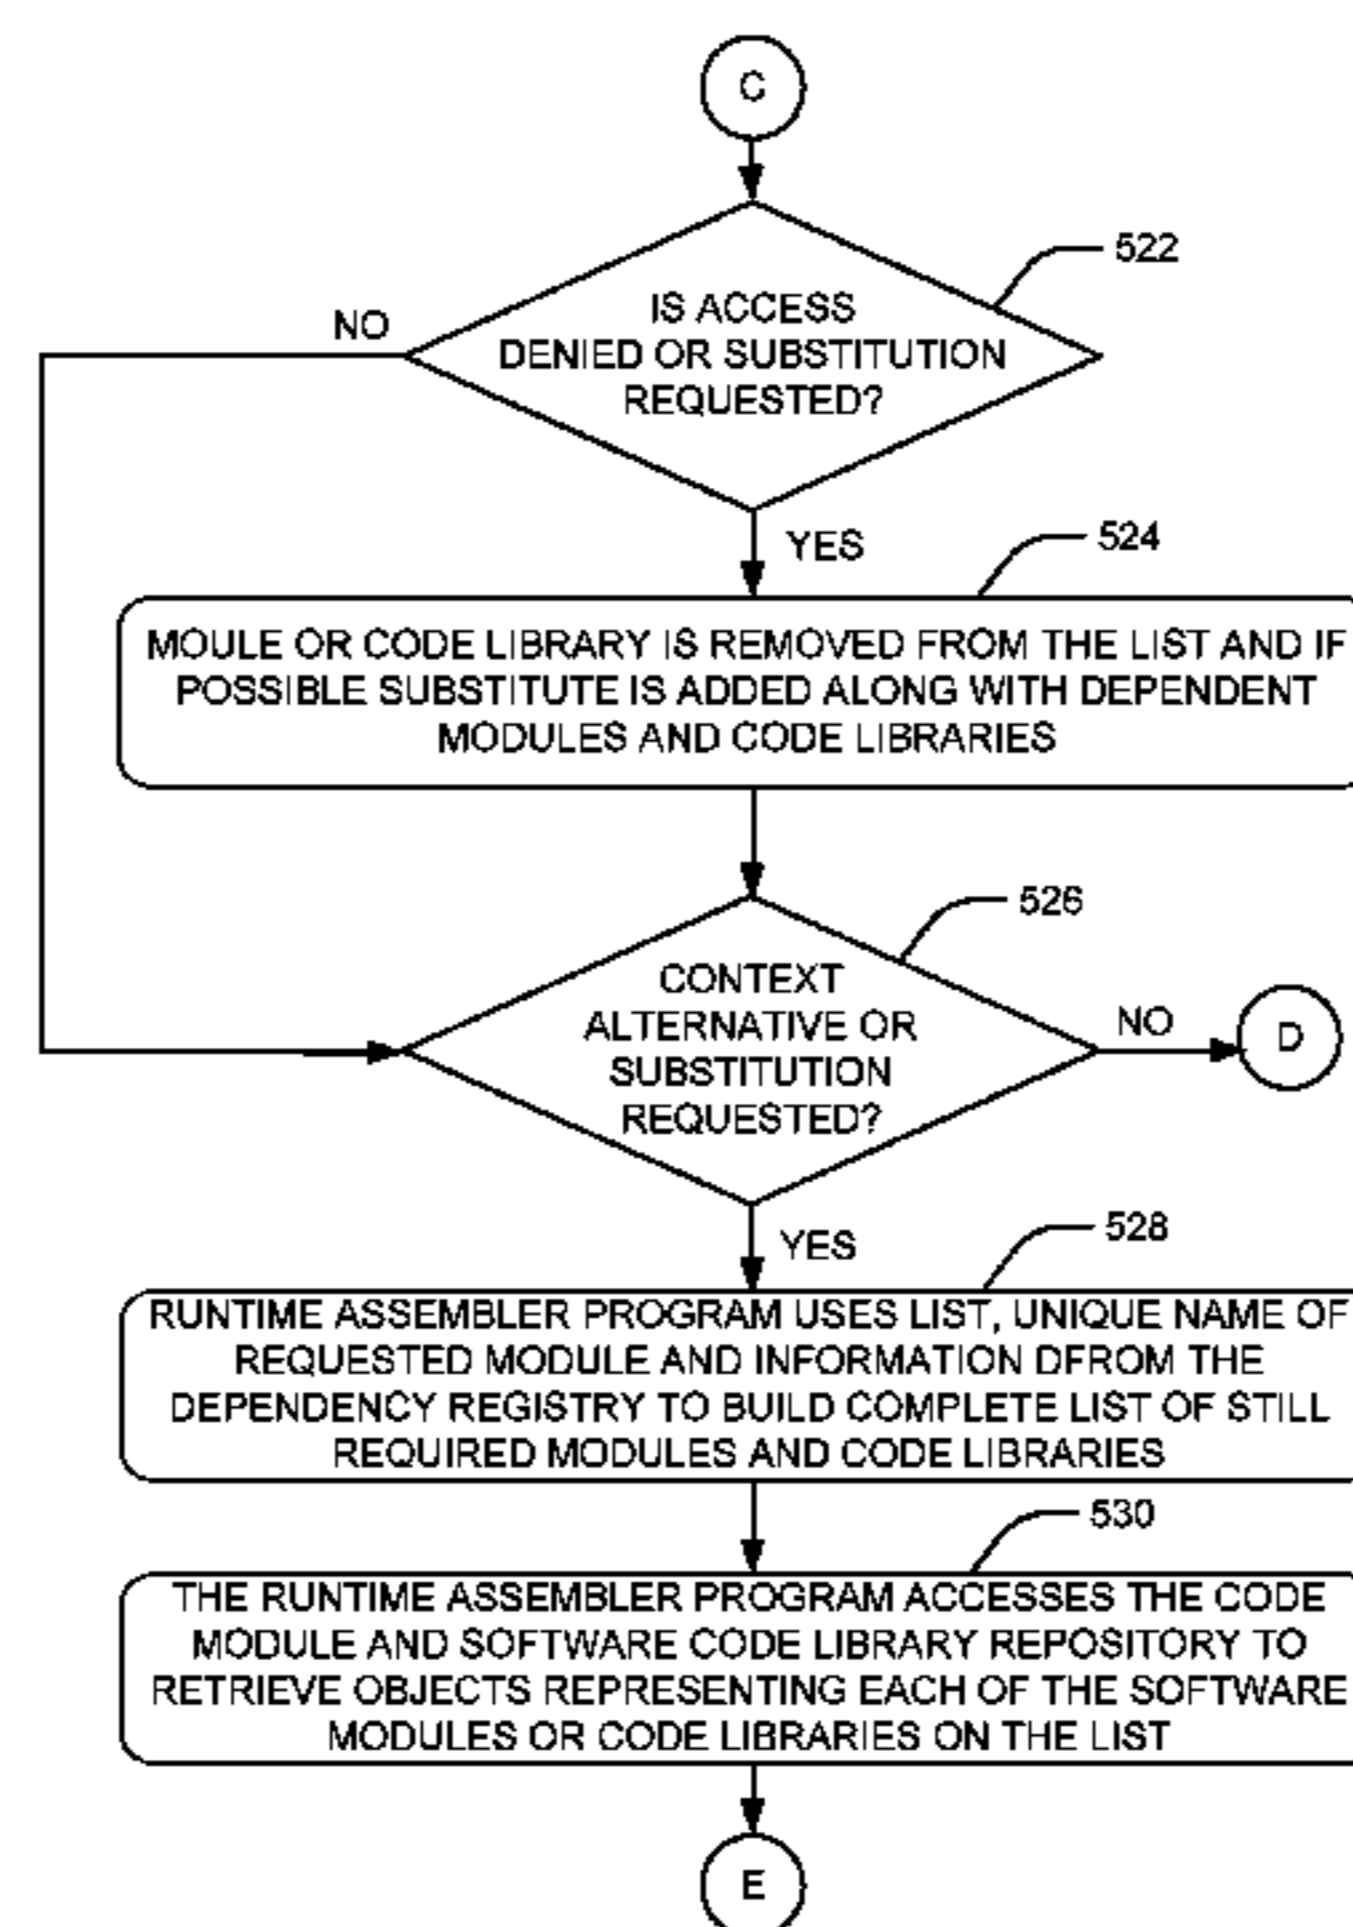 C
522
IS ACCESS
DENIED OR SUBSTITUTION
REQUESTED?
NO
YES
524
MOULE OR CODE LIBRARY IS REMOVED FROM THE LIST AND IF
POSSIBLE SUBSTITUTE IS ADDED ALONG WITH DEPENDENT
MODULES AND CODE LIBRARIES
526
CONTEXT
ALTERNATIVE OR
SUBSTITUTION
REQUESTED?
NO
D
YES
528
RUNTIME ASSEMBLER PROGRAM USES LIST, UNIQUE NAME OF
REQUESTED MODULE AND INFORMATION DFROM THE
DEPENDENCY REGISTRY TO BUILD COMPLETE LIST OF STILL
REQUIRED MODULES AND CODE LIBRARIES
530
THE RUNTIME ASSEMBLER PROGRAM ACCESSES THE CODE
MODULE AND SOFTWARE CODE LIBRARY REPOSITORY TO
RETRIEVE OBJECTS REPRESENTING EACH OF THE SOFTWARE
MODULES OR CODE LIBRARIES ON THE LIST
E